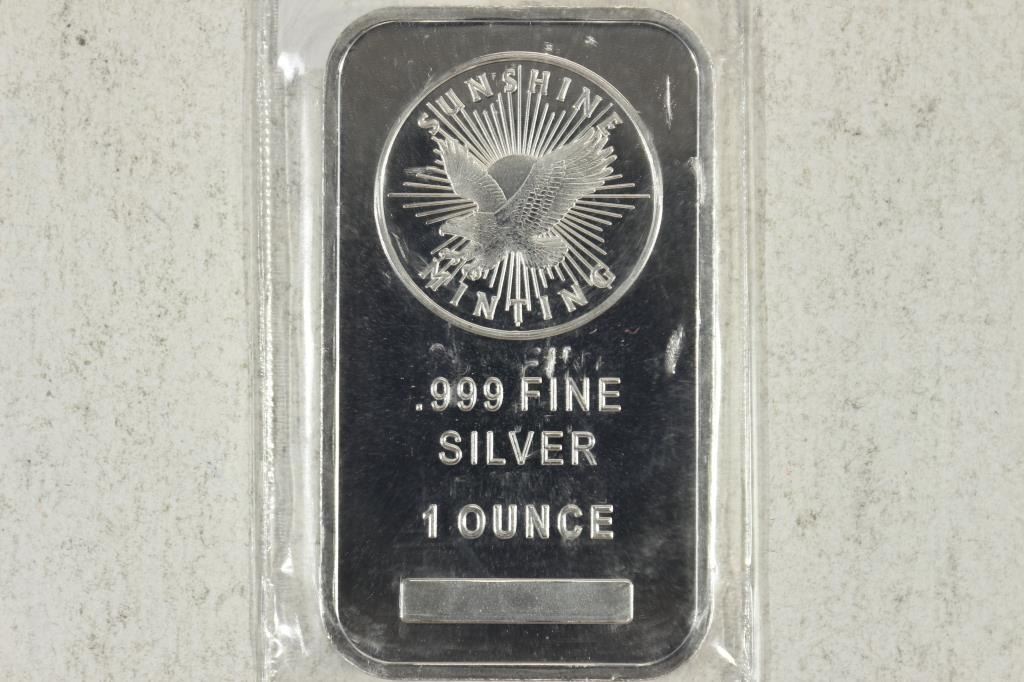 SUNSHINE
MINTING
.999 FINE
SILVER
1 OUNCE